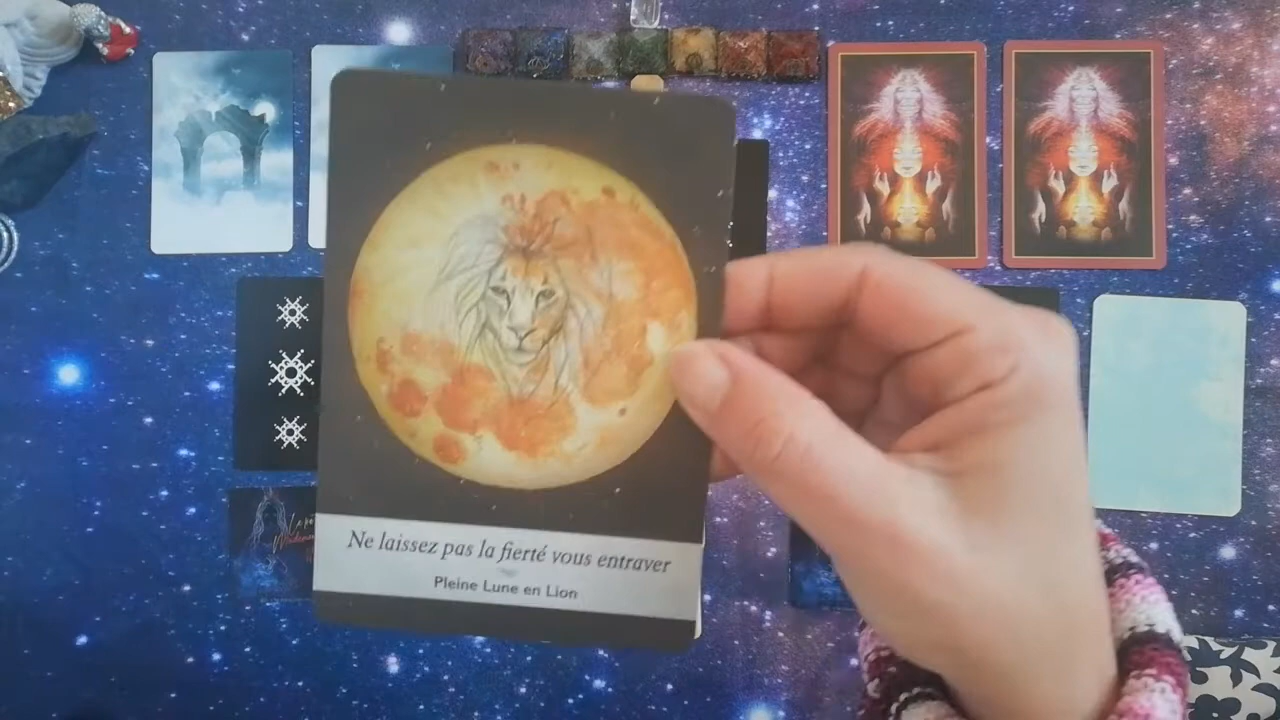 Ne laissez pas la fierté vous entraver
Pleine Lune en Lion